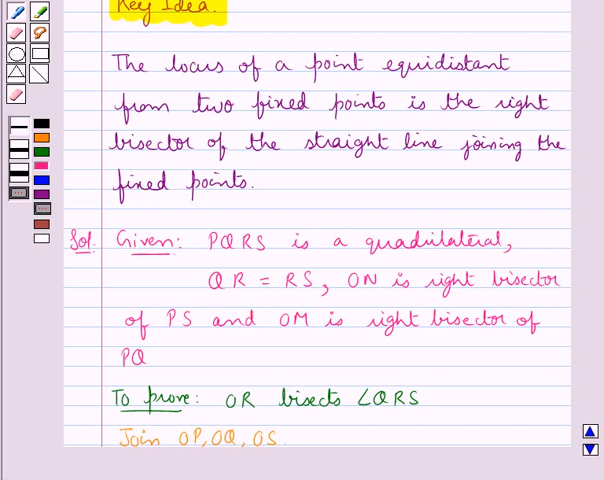 Key Idea.
The locus of a point equidistant
from two fixed points is the right
bisector of the straight line joining the
fixed points.
Sol. Given: PQRS is a quadrilateral,
QR = RS, ON is right bisector
of PS and OM is right bisector of
PQ
To prove: OR bisects ∠QRS
Join OP, OQ, OS